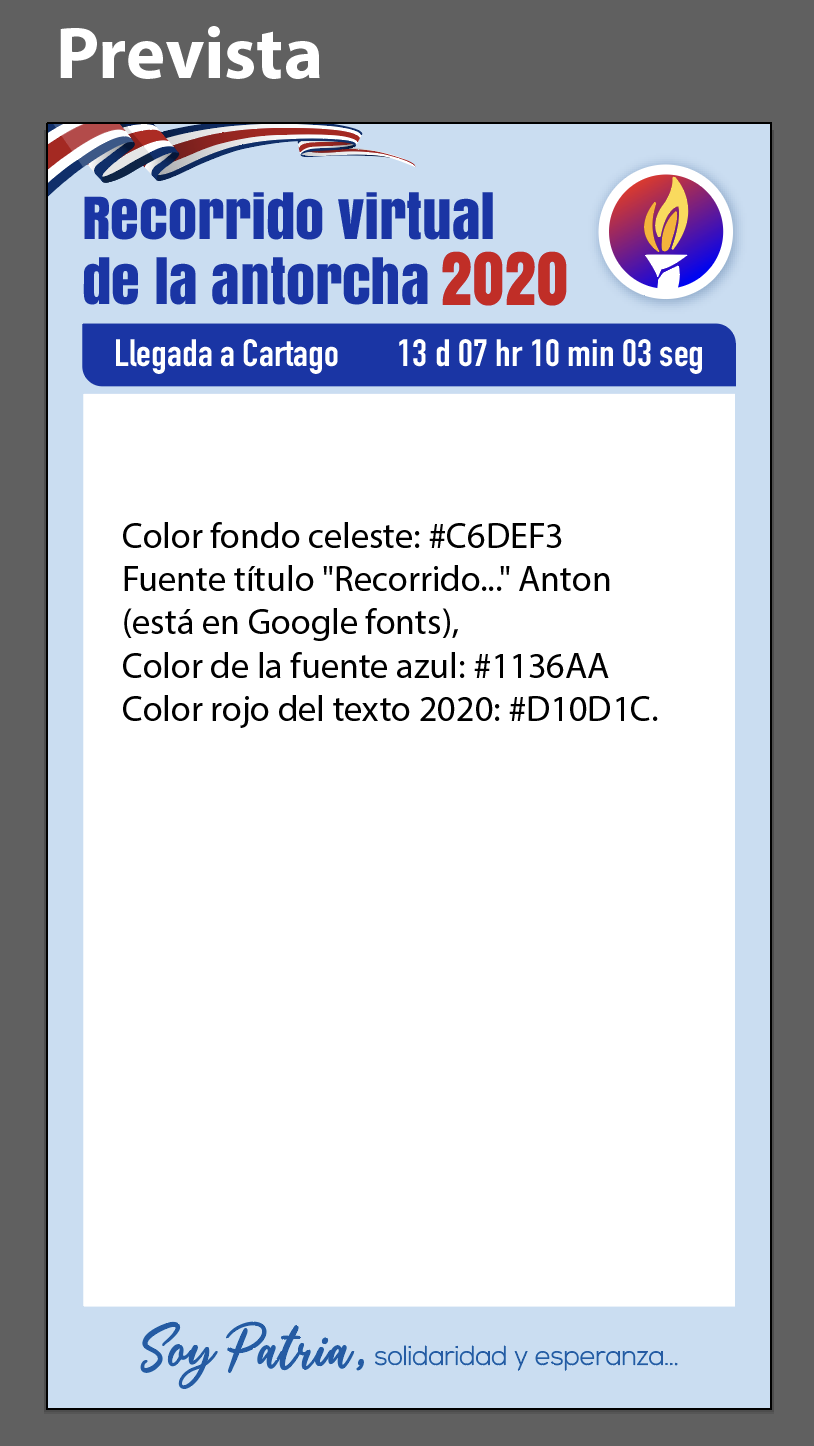 Prevista
Recorrido virtual
de la antorcha 2020
Llegada a Cartago 13 d 07 hr 10 min 03 seg
Color fondo celeste: #C6DEF3
Fuente título "Recorrido..." Anton
(está en Google fonts),
Color de la fuente azul: #1136AA
Color rojo del texto 2020: #D10D1C.
Soy Patria, solidaridad y esperanza...